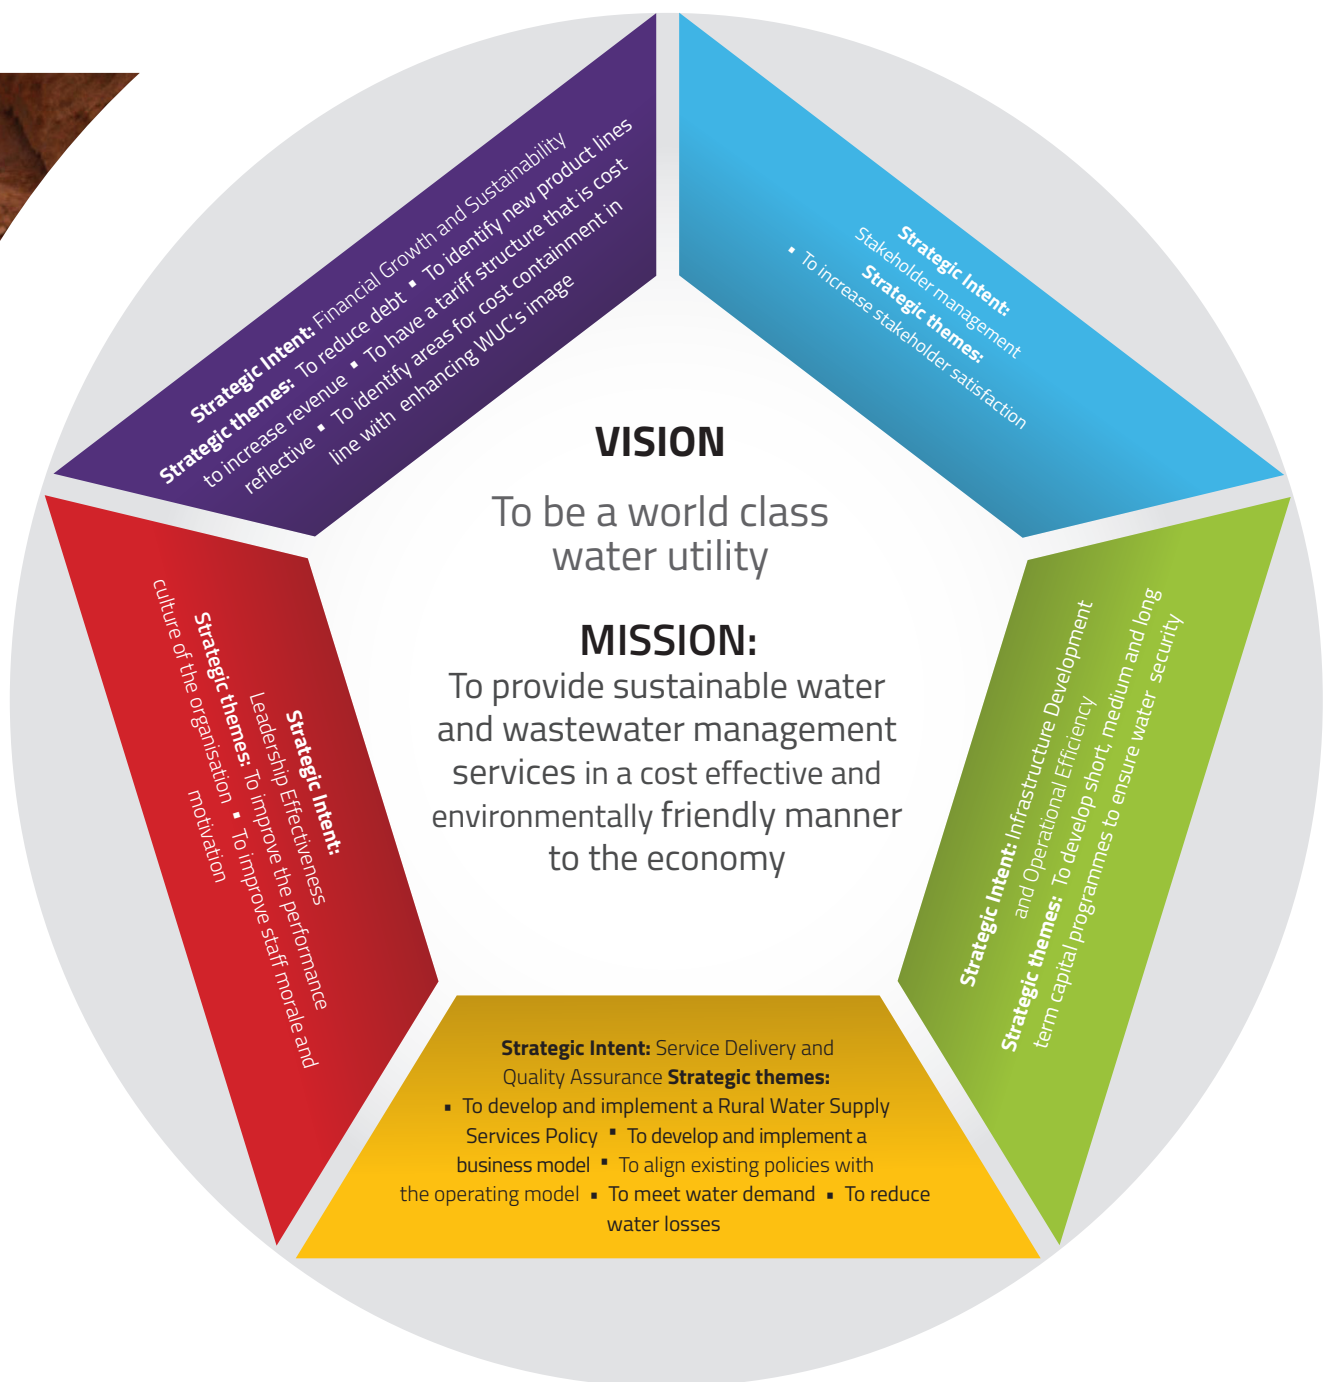 Strategic Intent: Financial Growth and Sustainability
Strategic themes: To reduce debt ▪ To identify new product lines
to increase revenue ▪ To have a tariff structure that is cost
reflective ▪ To identify areas for cost containment in
line with enhancing WUC's image
Strategic Intent:
Stakeholder management
Strategic themes:
▪ To increase stakeholder satisfaction
VISION
To be a world class
water utility
MISSION:
To provide sustainable water
and wastewater management
services in a cost effective and
environmentally friendly manner
to the economy
Strategic Intent:
Leadership Effectiveness
Strategic themes: To improve the performance
culture of the organisation ▪ To improve staff morale and
motivation
Strategic Intent: Infrastructure Development
and Operational Efficiency
Strategic themes: To develop short, medium and long
term capital programmes to ensure water security
Strategic Intent: Service Delivery and
Quality Assurance Strategic themes:
▪ To develop and implement a Rural Water Supply
Services Policy ▪ To develop and implement a
business model ▪ To align existing policies with
the operating model ▪ To meet water demand ▪ To reduce
water losses